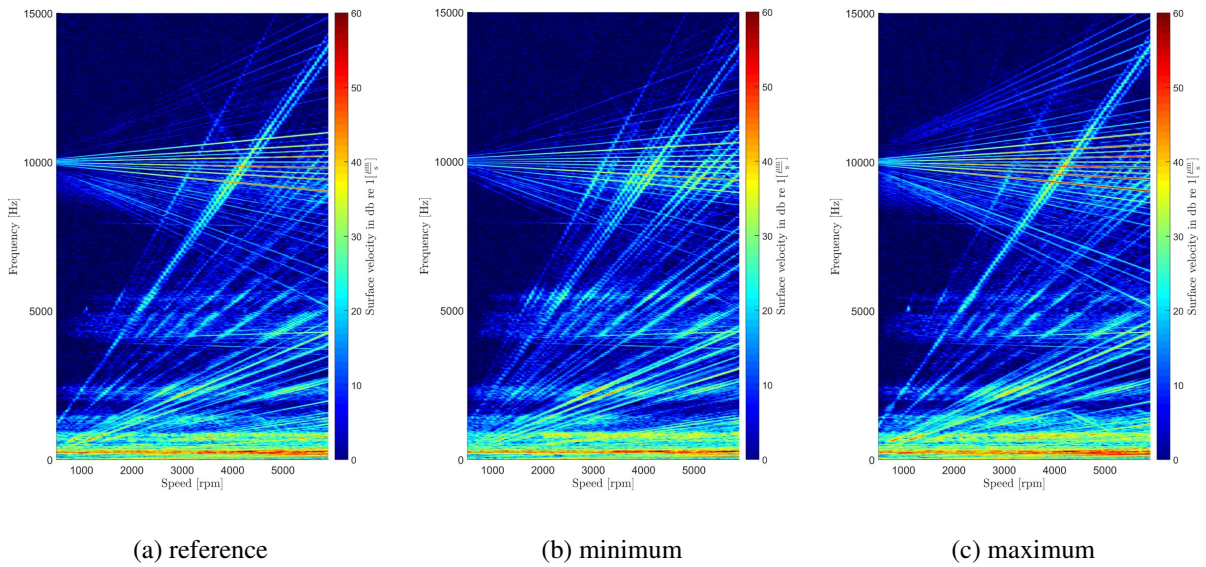 15000
10000
5000
0
Frequency [Hz]
1000 2000 3000 4000 5000
Speed [rpm]
60
50
40
30
20
10
0
Surface velocity in db re 1[μm/s]
(a) reference
15000
10000
5000
0
Frequency [Hz]
1000 2000 3000 4000 5000
Speed [rpm]
60
50
40
30
20
10
0
Surface velocity in db re 1[μm/s]
(b) minimum
15000
10000
5000
0
Frequency [Hz]
1000 2000 3000 4000 5000
Speed [rpm]
60
50
40
30
20
10
0
Surface velocity in db re 1[μm/s]
(c) maximum